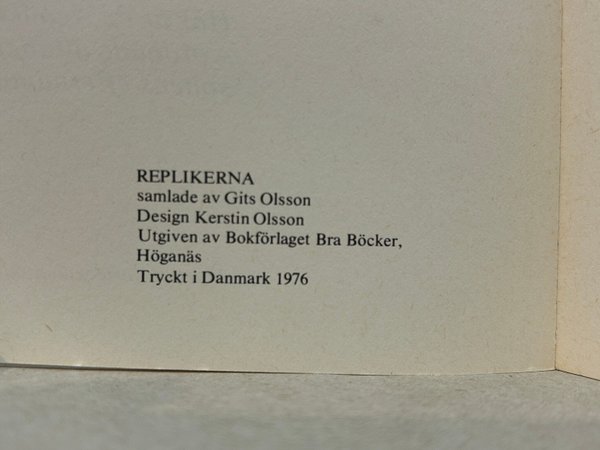 REPLIKERNA
samlade av Gits Olsson
Design Kerstin Olsson
Utgiven av Bokförlaget Bra Böcker,
Höganäs
Tryckt i Danmark 1976